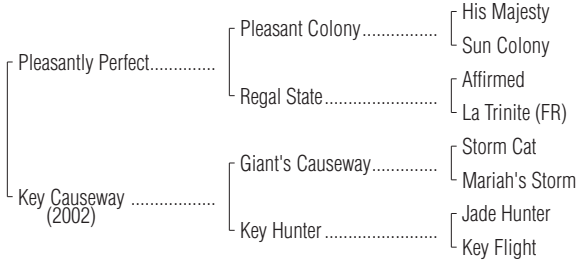 His Majesty
Pleasant Colony.................
Sun Colony
Pleasantly Perfect..............
Affirmed
Regal State.........................
La Trinite (FR)
Storm Cat
Giant's Causeway...............
Mariah's Storm
Key Causeway ..................
(2002)
Jade Hunter
Key Hunter..........................
Key Flight